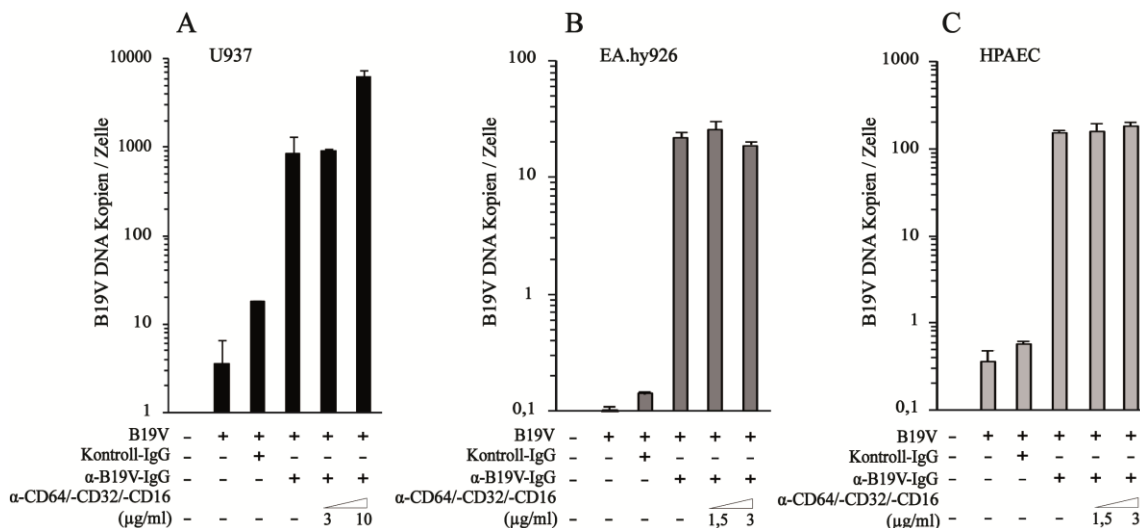 A
U937
B19V DNA Kopien / Zelle
10000
1000
100
10
1
B19V - + + + + +
Kontroll-IgG - - + - - -
α-B19V-IgG - - - + + +
α-CD64/-CD32/-CD16
(µg/ml) - - - - 3 10
B
EA.hy926
B19V DNA Kopien / Zelle
100
10
1
0,1
B19V - + + + + +
Kontroll-IgG - - + - - -
α-B19V-IgG - - - + + +
α-CD64/-CD32/-CD16
(µg/ml) - - - - 1,5 3
C
HPAEC
B19V DNA Kopien / Zelle
1000
100
10
1
0,1
B19V - + + + + +
Kontroll-IgG - - + - - -
α-B19V-IgG - - - + + +
α-CD64/-CD32/-CD16
(µg/ml) - - - - 1,5 3